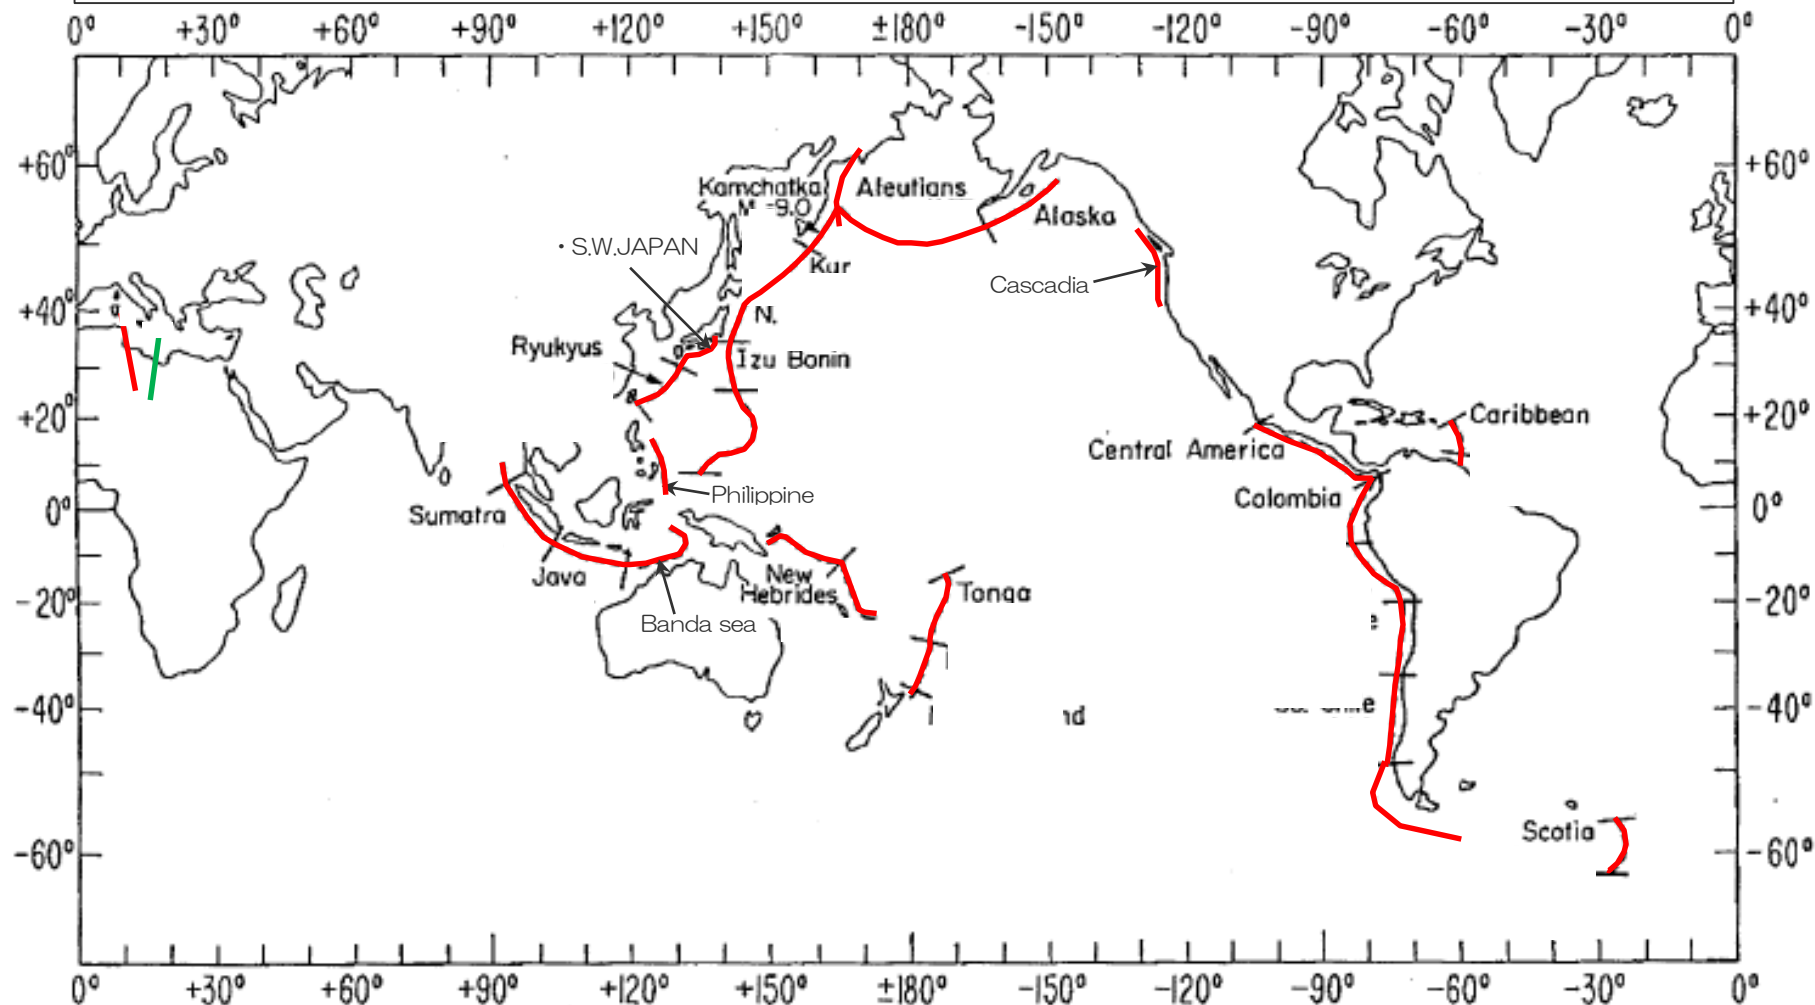 0° +30° +60° +90° +120° +150° ±180° -150° -120° -90° -60° -30° 0°
+60° +60°
Kamchatka Aleutians
M -9.0
Alaska
• S.W.JAPAN
Kur
Cascadia
+40° N. +40°
Ryukyus
Izu Bonin
+20° Caribbean +20°
Central America
Philippine
Colombia
0° 0°
Sumatra
Java
New
Hebrides
Tonga
-20° -20°
Banda sea
-40° -40°
Scotia
-60° -60°
0° +30° +60° +90° +120° +150° ±180° -150° -120° -90° -60° -30° 0°